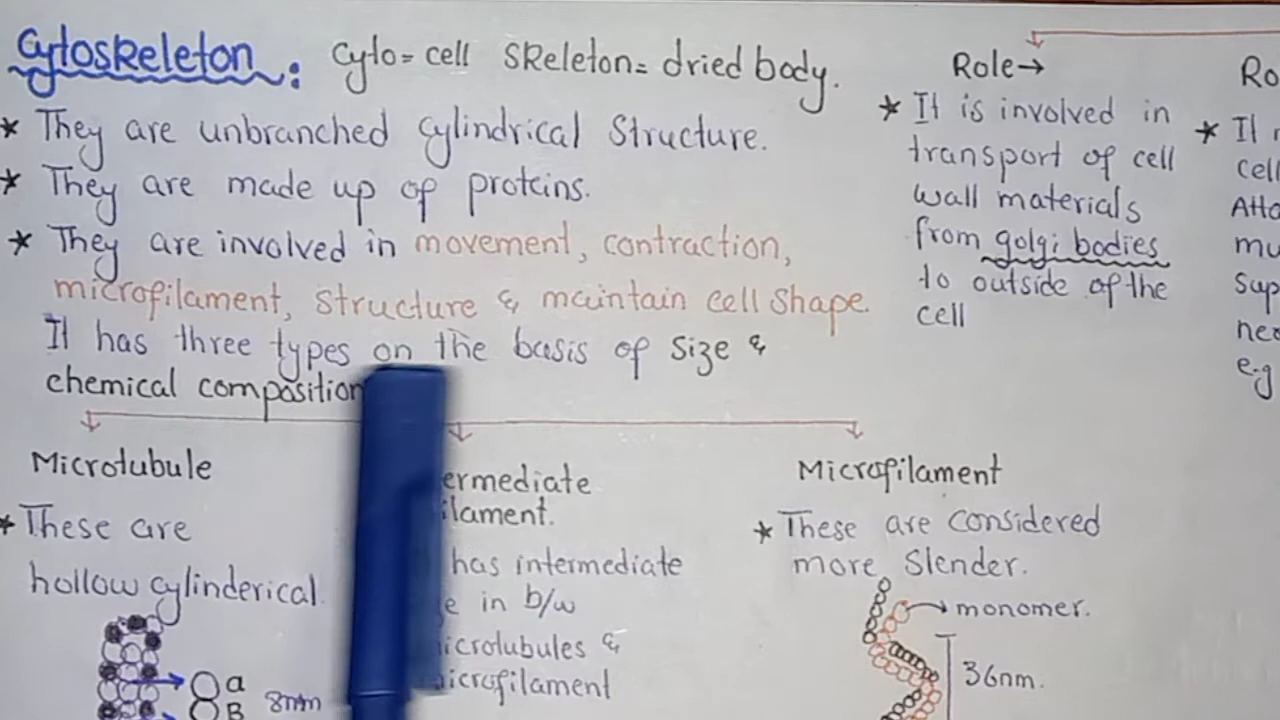 Cytoskeleton: Cyto= cell Skeleton= dried body.
* They are unbranched cylindrical Structure.
* They are made up of proteins.
* They are involved in movement, contraction,
microfilament, Structure & maintain cell shape.
It has three types on the basis of size &
chemical composition
Microtubule
* These are
hollow cylinderical.
a
B
8mm
ermediate
ilament.
has intermediate
e in b/w
icrotubules &
icrofilament
Microfilament
* These are considered
more Slender.
monomer.
36nm.
Role→
* It is involved in
transport of cell
wall materials
from golgi bodies
to outside of the
cell
Ro
* It
cell
Atta
mu
Sup
nec
e.g